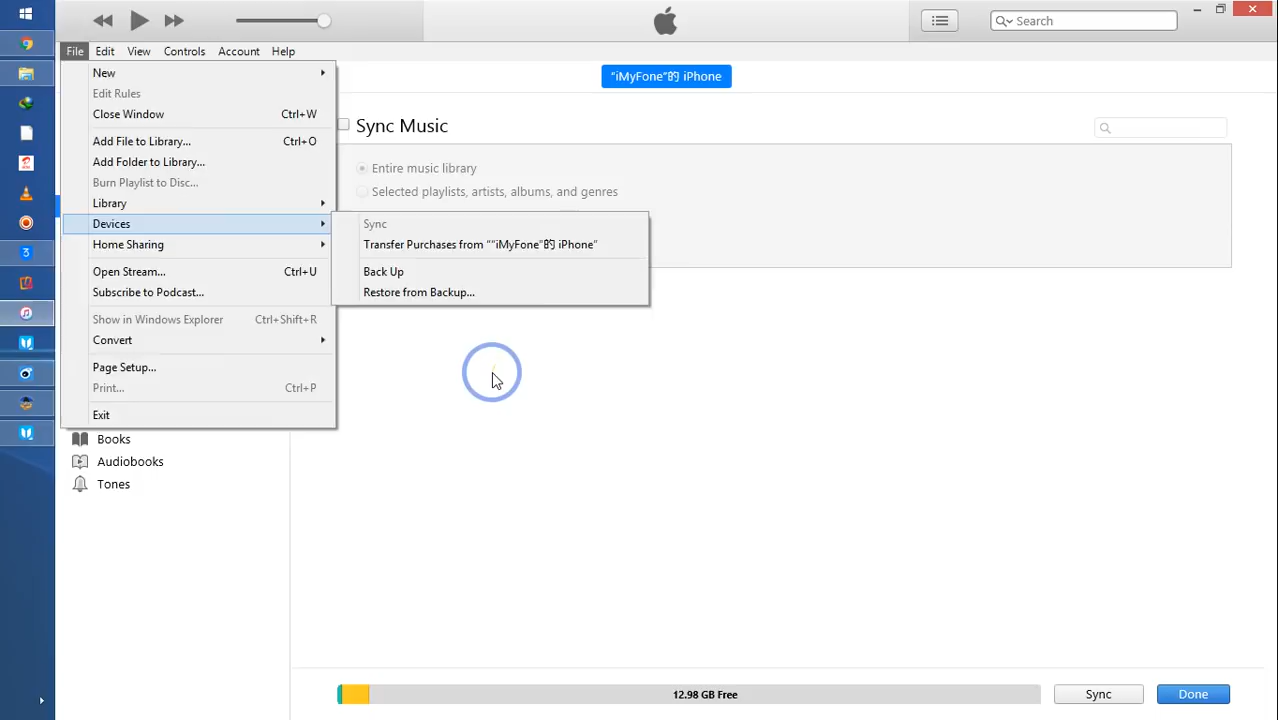 Search
File Edit View Controls Account Help
New
Edit Rules
Close Window Ctrl+W
Add File to Library... Ctrl+O
Add Folder to Library...
Burn Playlist to Disc...
Library
Devices
Home Sharing
Open Stream... Ctrl+U
Subscribe to Podcast...
Show in Windows Explorer Ctrl+Shift+R
Convert
Page Setup...
Print... Ctrl+P
Exit
Sync
Transfer Purchases from ““iMyFone”的 iPhone”
Back Up
Restore from Backup...
“iMyFone”的 iPhone
Sync Music
Entire music library
Selected playlists, artists, albums, and genres
Books
Audiobooks
Tones
12.98 GB Free
Sync
Done
3